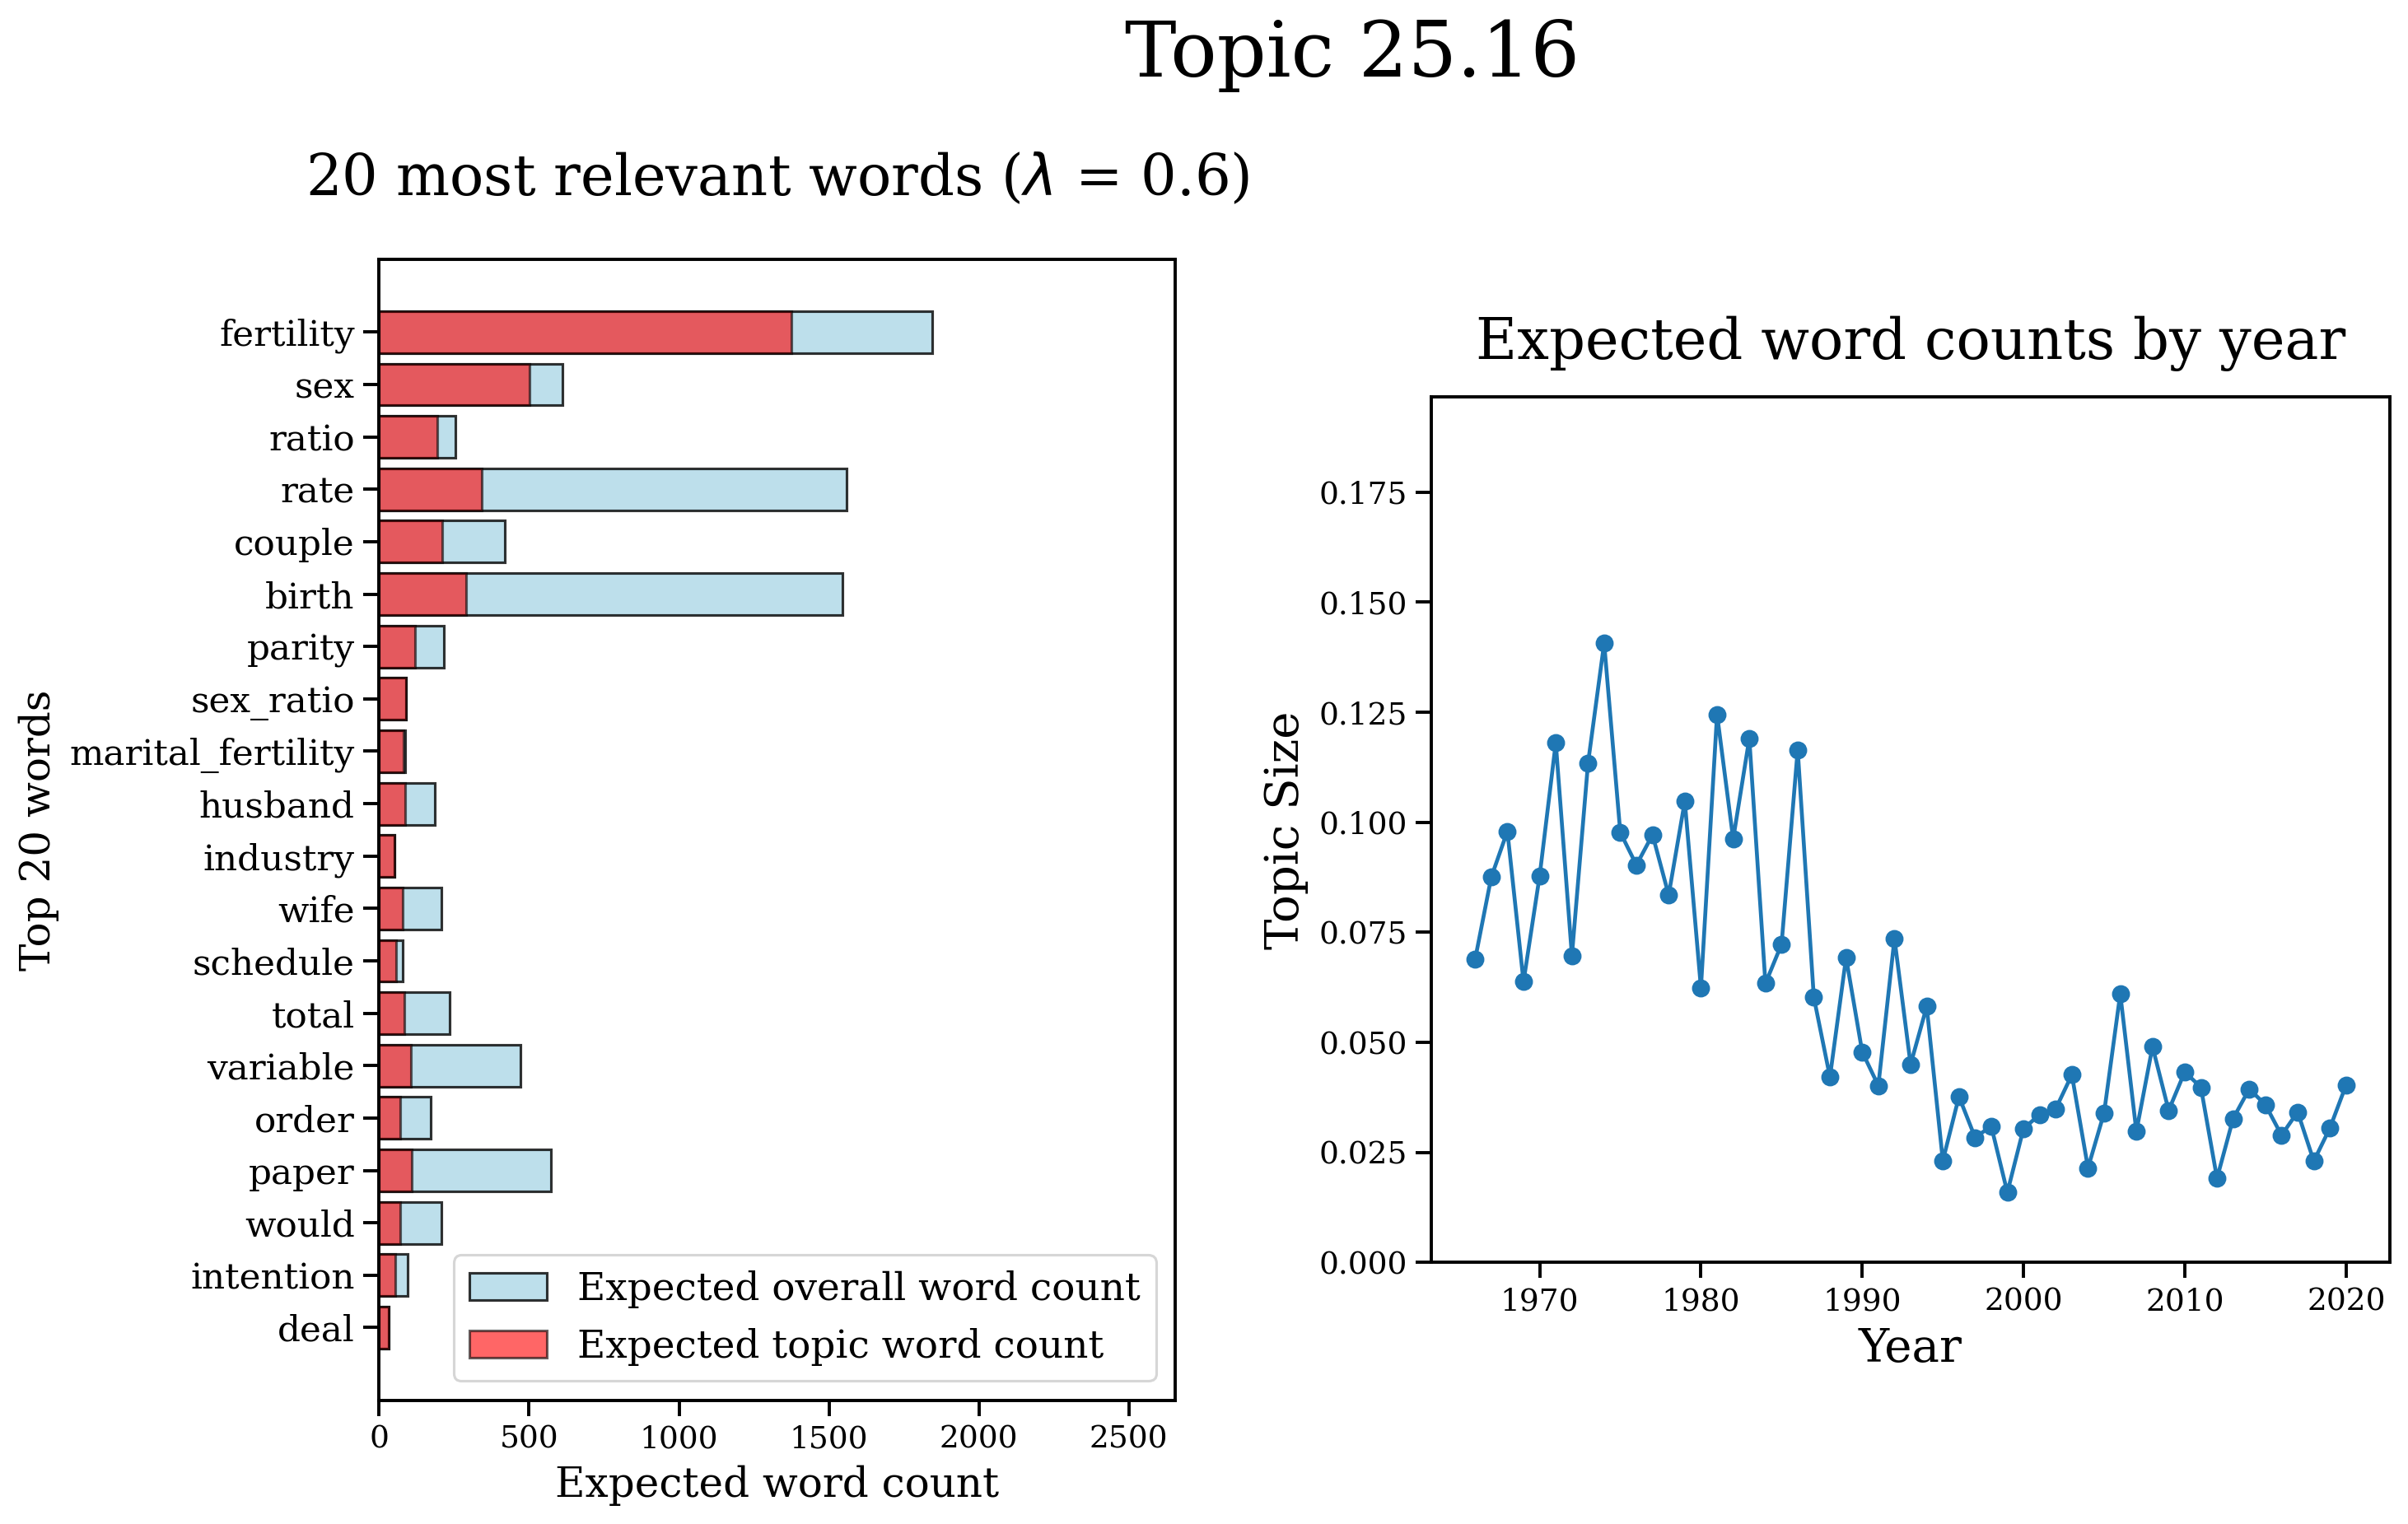 Topic 25.16
20 most relevant words (λ = 0.6)
Top 20 words
fertility
sex
ratio
rate
couple
birth
parity
sex_ratio
marital_fertility
husband
industry
wife
schedule
total
variable
order
paper
would
intention
deal
Expected overall word count
Expected topic word count
0 500 1000 1500 2000 2500
Expected word count
Expected word counts by year
Topic Size
0.175
0.150
0.125
0.100
0.075
0.050
0.025
0.000
1970 1980 1990 2000 2010 2020
Year